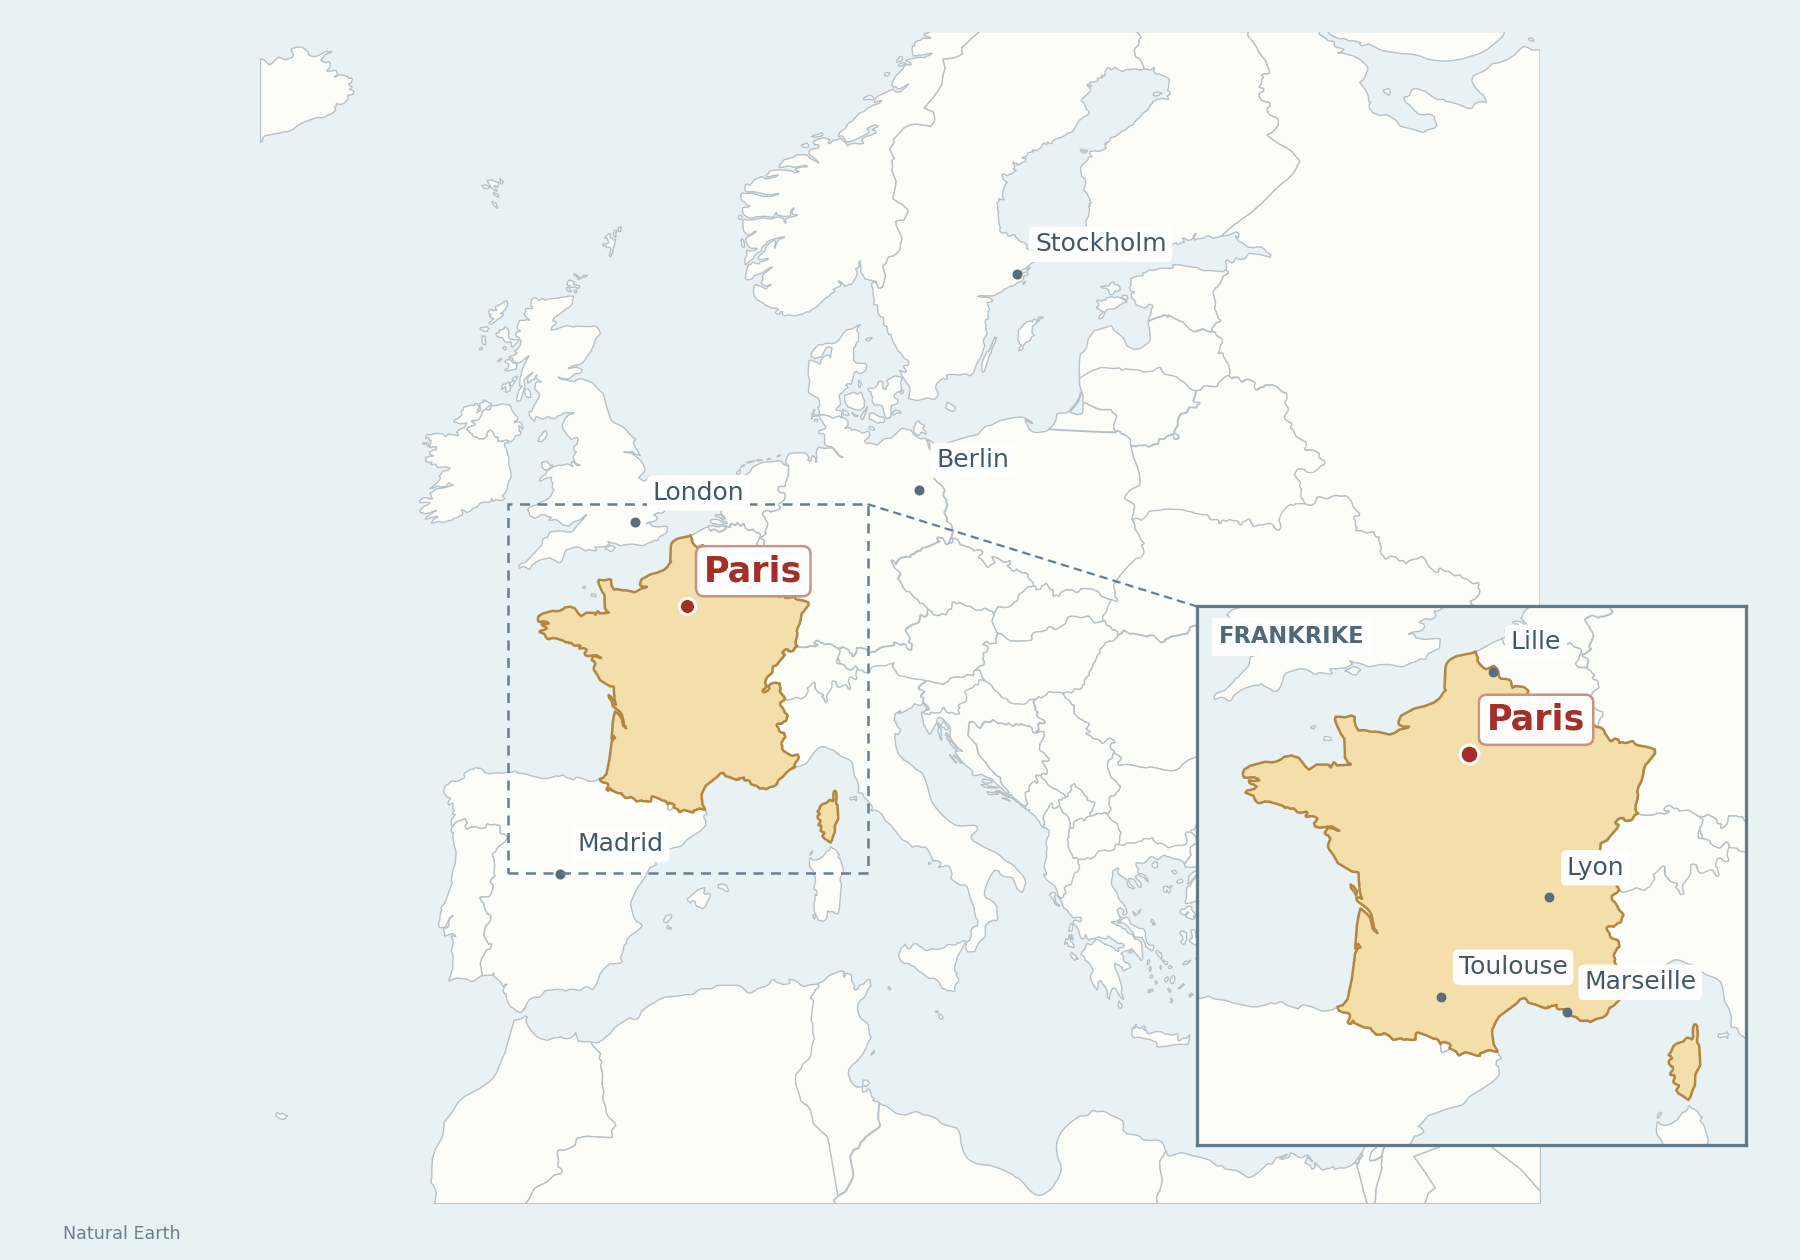 Stockholm
Berlin
London
Paris
Madrid
FRANKRIKE
Lille
Paris
Lyon
Toulouse
Marseille
Natural Earth